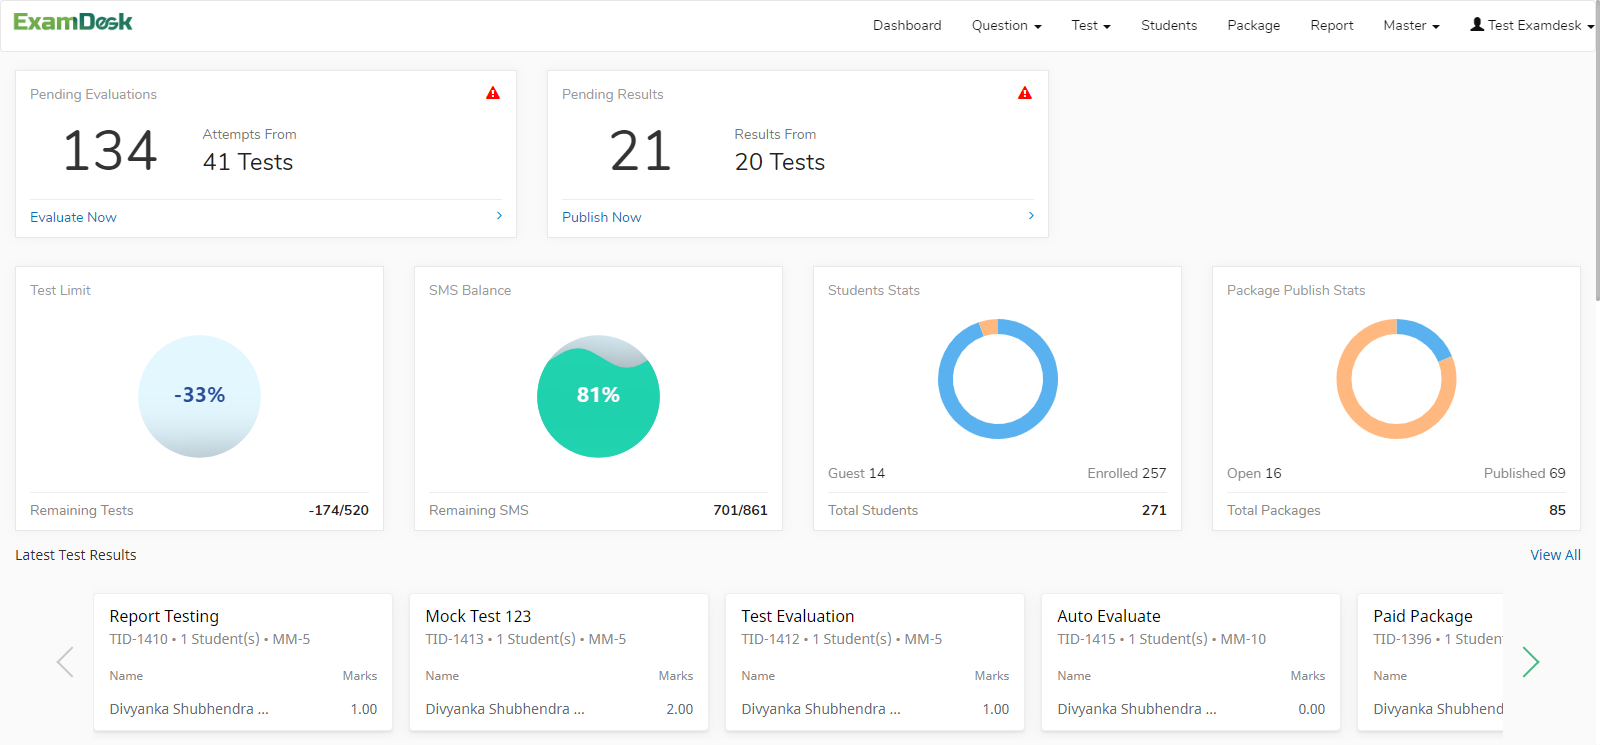 ExamDesk
Dashboard Question Test Students Package Report Master Test Examdesk
Pending Evaluations
134
Attempts From
41 Tests
Evaluate Now
Pending Results
21
Results From
20 Tests
Publish Now
Test Limit
-33%
Remaining Tests -174/520
SMS Balance
81%
Remaining SMS 701/861
Students Stats
Guest 14 Enrolled 257
Total Students 271
Package Publish Stats
Open 16 Published 69
Total Packages 85
Latest Test Results View All
Report Testing
TID-1410 • 1 Student(s) • MM-5
Name Marks
Divyanka Shubhendra ... 1.00
Mock Test 123
TID-1413 • 1 Student(s) • MM-5
Name Marks
Divyanka Shubhendra ... 2.00
Test Evaluation
TID-1412 • 1 Student(s) • MM-5
Name Marks
Divyanka Shubhendra ... 1.00
Auto Evaluate
TID-1415 • 1 Student(s) • MM-10
Name Marks
Divyanka Shubhendra ... 0.00
Paid Package
TID-1396 • 1 Studen
Name
Divyanka Shubhend